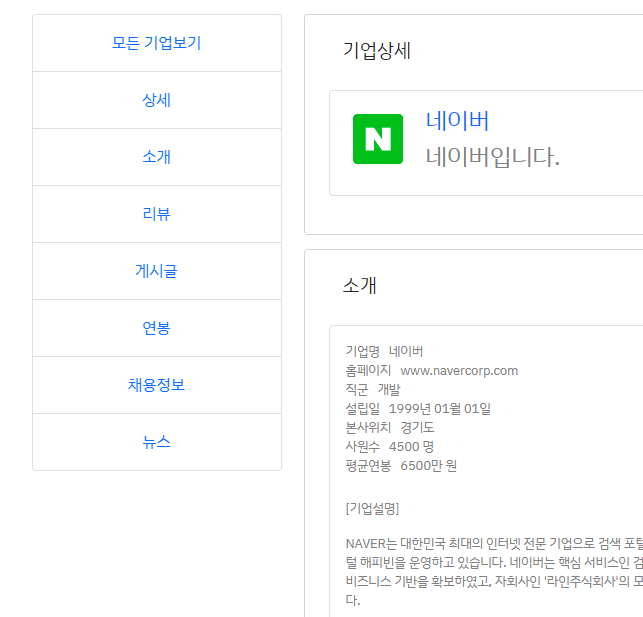 모든 기업보기
상세
소개
리뷰
게시글
연봉
채용정보
뉴스
기업상세
N
네이버
네이버입니다.
소개
기업명 네이버
홈페이지 www.navercorp.com
직군 개발
설립일 1999년 01월 01일
본사위치 경기도
사원수 4500 명
평균연봉 6500만 원
[기업설명]
NAVER는 대한민국 최대의 인터넷 전문 기업으로 검색 포털
털 해피빈을 운영하고 있습니다. 네이버는 핵심 서비스인 검
비즈니스 기반을 확보하였고, 자회사인 '라인주식회사'의 모
다.